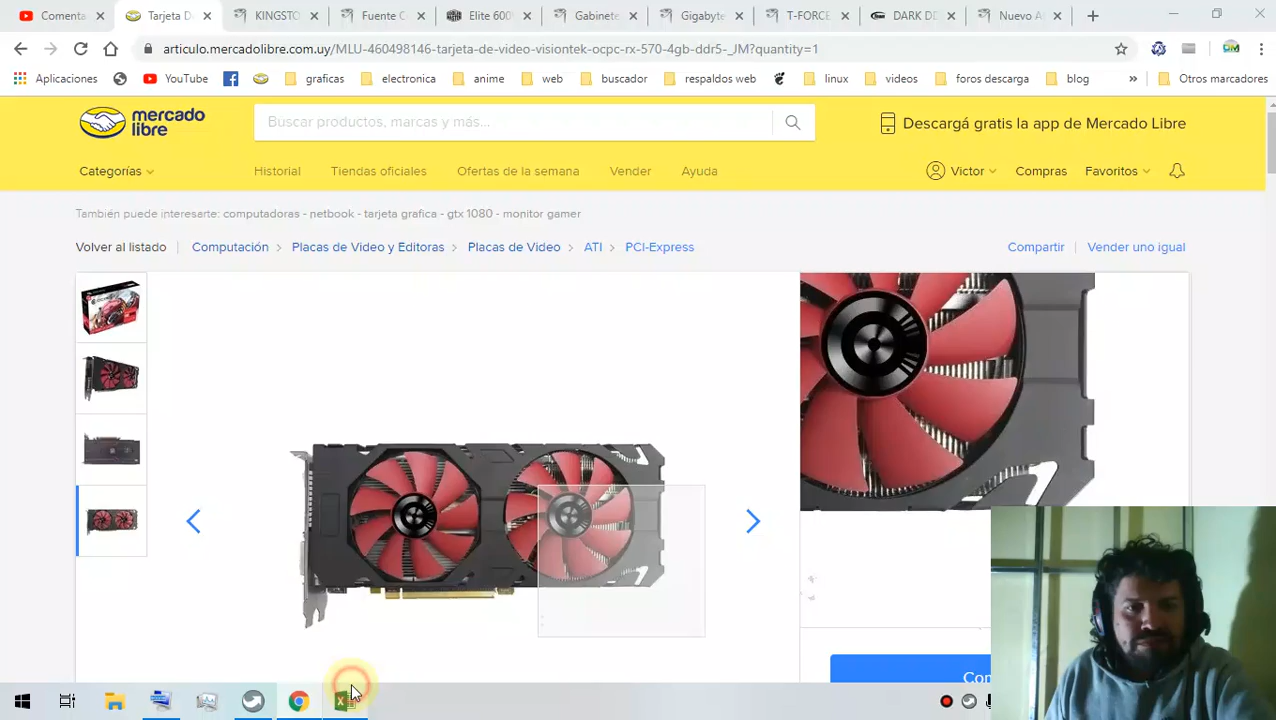 Comenta
Tarjeta D
KINGSTO
Fuente C
Elite 600
Gabinete
Gigabyte
T-FORCE
DARK DD
Nuevo A
articulo.mercadolibre.com.uy/MLU-460498146-tarjeta-de-video-visiontek-ocpc-rx-570-4gb-ddr5-_JM?quantity=1
Aplicaciones
YouTube
graficas
electronica
anime
web
buscador
respaldos web
linux
videos
foros descarga
blog
»
Otros marcadores
mercado
libre
Buscar productos, marcas y más...
Descargá gratis la app de Mercado Libre
Categorías
Historial
Tiendas oficiales
Ofertas de la semana
Vender
Ayuda
Victor
Compras
Favoritos
También puede interesarte: computadoras - netbook - tarjeta grafica - gtx 1080 - monitor gamer
Volver al listado
Computación > Placas de Video y Editoras > Placas de Video > ATI > PCI-Express
Compartir
Vender uno igual